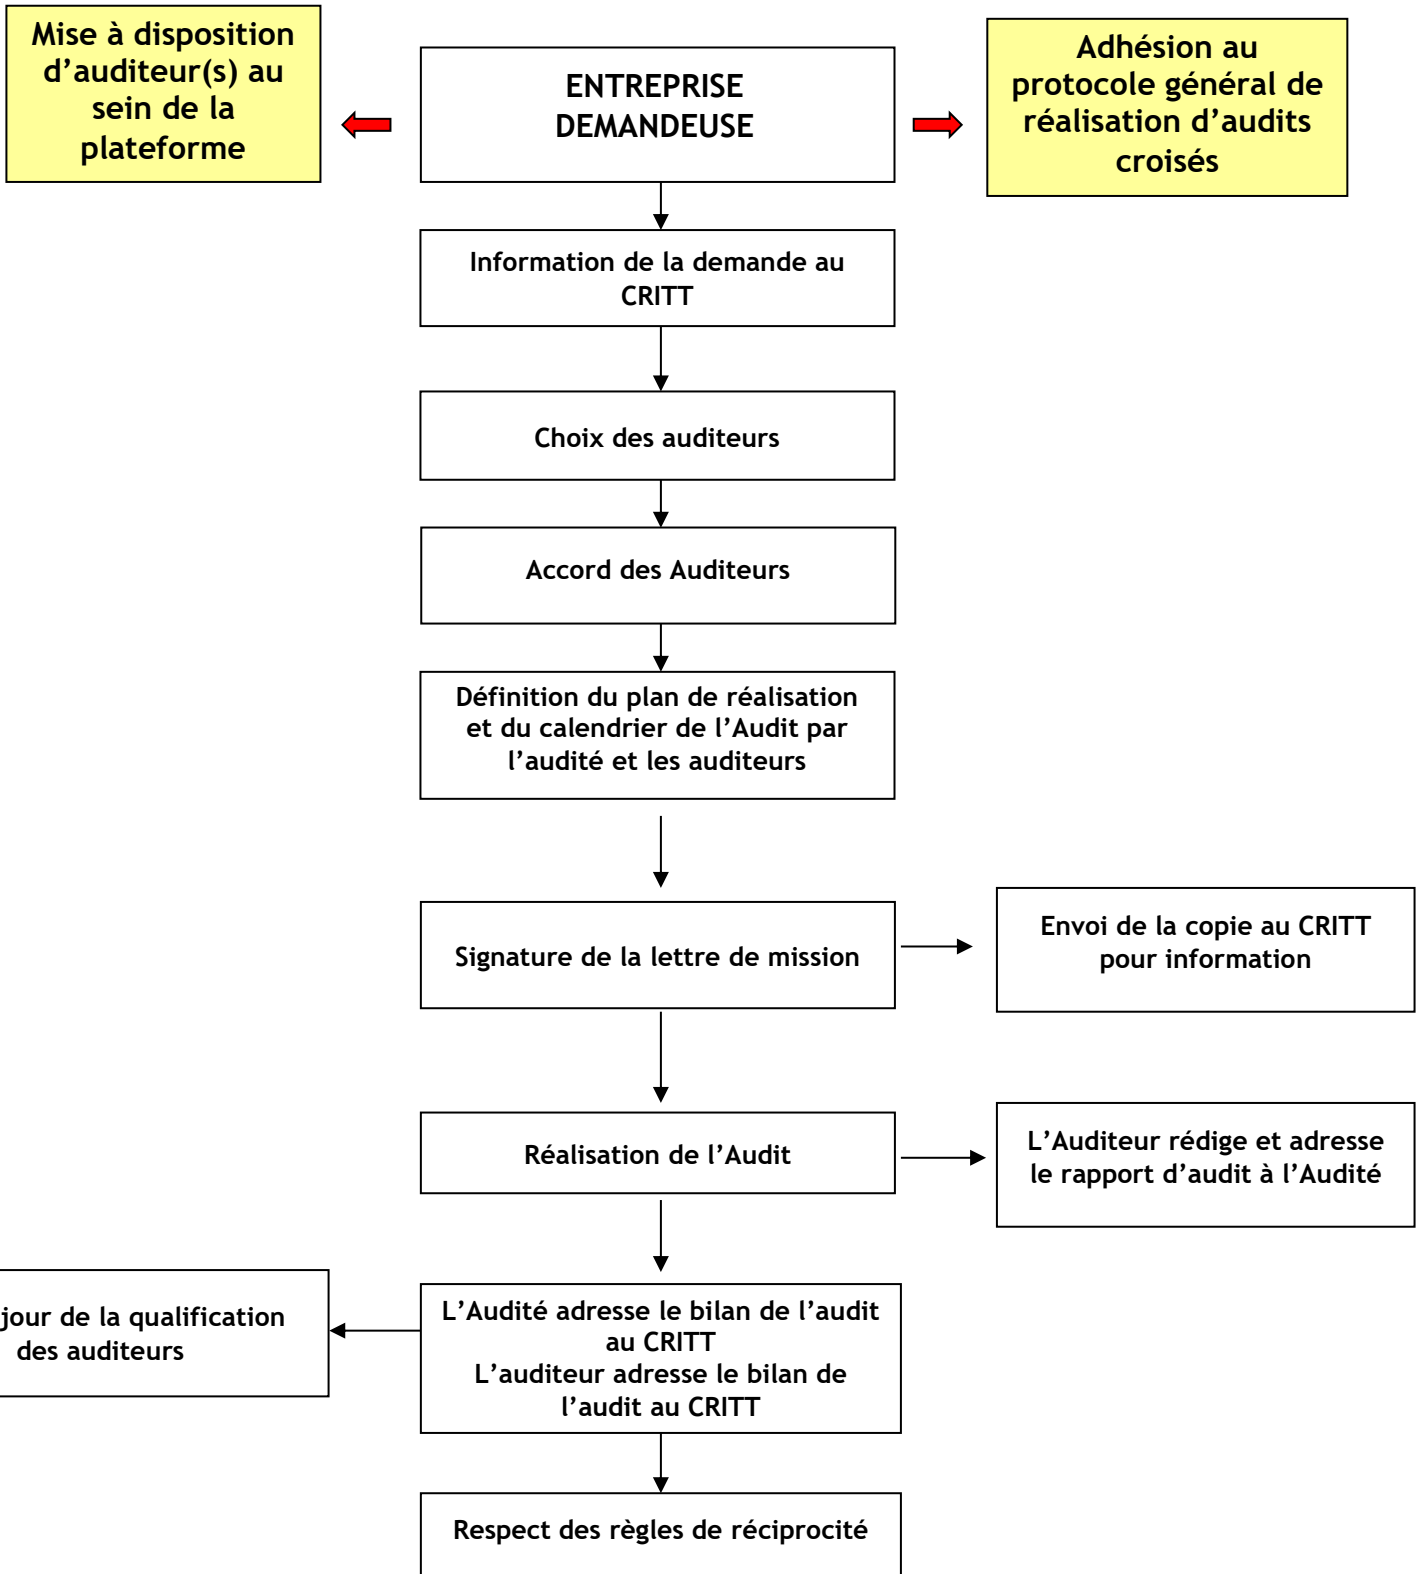 Mise à disposition
d’auditeur(s) au
sein de la
plateforme
ENTREPRISE
DEMANDEUSE
Adhésion au
protocole général de
réalisation d’audits
croisés
Information de la demande au
CRITT
Choix des auditeurs
Accord des Auditeurs
Définition du plan de réalisation
et du calendrier de l’Audit par
l’audité et les auditeurs
Signature de la lettre de mission
Envoi de la copie au CRITT
pour information
Réalisation de l’Audit
L’Auditeur rédige et adresse
le rapport d’audit à l’Audité
jour de la qualification
des auditeurs
L’Audité adresse le bilan de l’audit
au CRITT
L’auditeur adresse le bilan de
l’audit au CRITT
Respect des règles de réciprocité